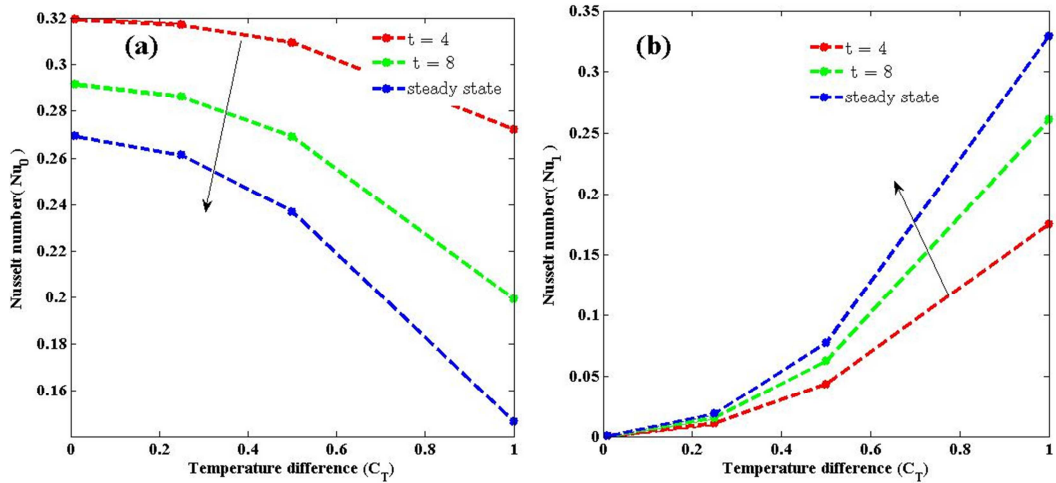 (a)
t = 4
t = 8
steady state
0.32
0.3
0.28
0.26
0.24
0.22
0.2
0.18
0.16
0
0.2
0.4
0.6
0.8
1
Nusselt number( Nu0)
Temperature difference (CT)
(b)
t = 4
t = 8
steady state
0.35
0.3
0.25
0.2
0.15
0.1
0.05
0
0
0.2
0.4
0.6
0.8
1
Nusselt number( Nu1)
Temperature difference (CT)